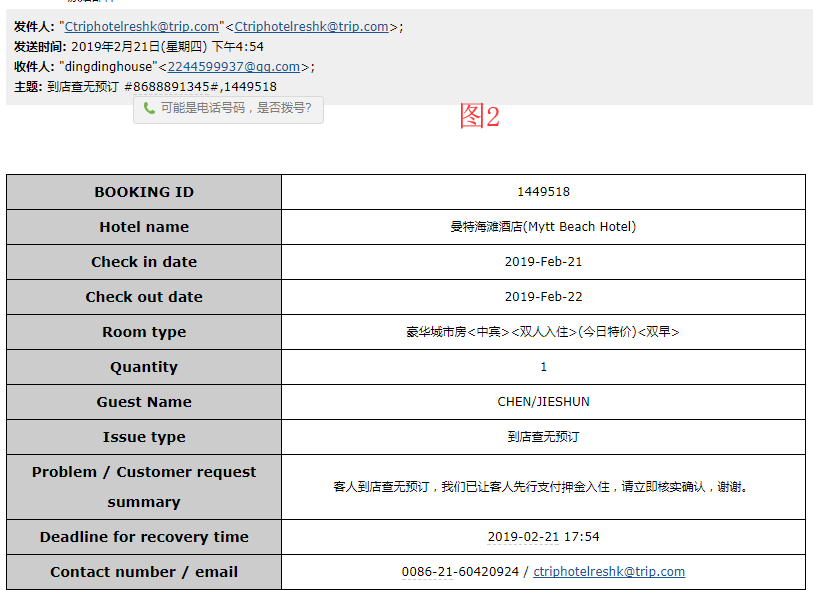 发件人: "Ctriphotelreshk@trip.com"<Ctriphotelreshk@trip.com>;
发送时间: 2019年2月21日(星期四) 下午4:54
收件人: "dingdinghouse"<2244599937@qq.com>;
主题: 到店查无预订 #8688891345#,1449518
可能是电话号码，是否拨号?
图2
BOOKING ID 1449518
Hotel name 曼特海滩酒店(Mytt Beach Hotel)
Check in date 2019-Feb-21
Check out date 2019-Feb-22
Room type 豪华城市房<中宾><双人入住>(今日特价)<双早>
Quantity 1
Guest Name CHEN/JIESHUN
Issue type 到店查无预订
Problem / Customer request
summary 客人到店查无预订，我们已让客人先行支付押金入住，请立即核实确认，谢谢。
Deadline for recovery time 2019-02-21 17:54
Contact number / email 0086-21-60420924 / ctriphotelreshk@trip.com